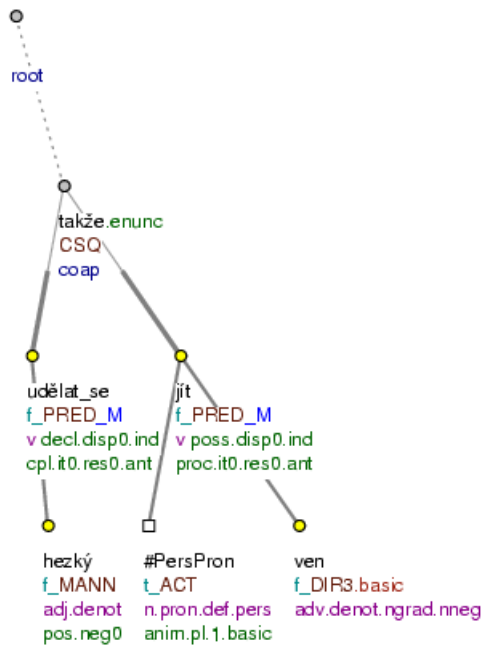 root
takže.enunc
CSQ
coap
udělat_se
f_PRED_M
v decl.disp0.ind
cpl.it0.res0.ant
jít
f_PRED_M
v poss.disp0.ind
proc.it0.res0.ant
hezký
f_MANN
adj.denot
pos.neg0
#PersPron
t_ACT
n.pron.def.pers
anim.pl.1.basic
ven
f_DIR3.basic
adv.denot.ngrad.nneg